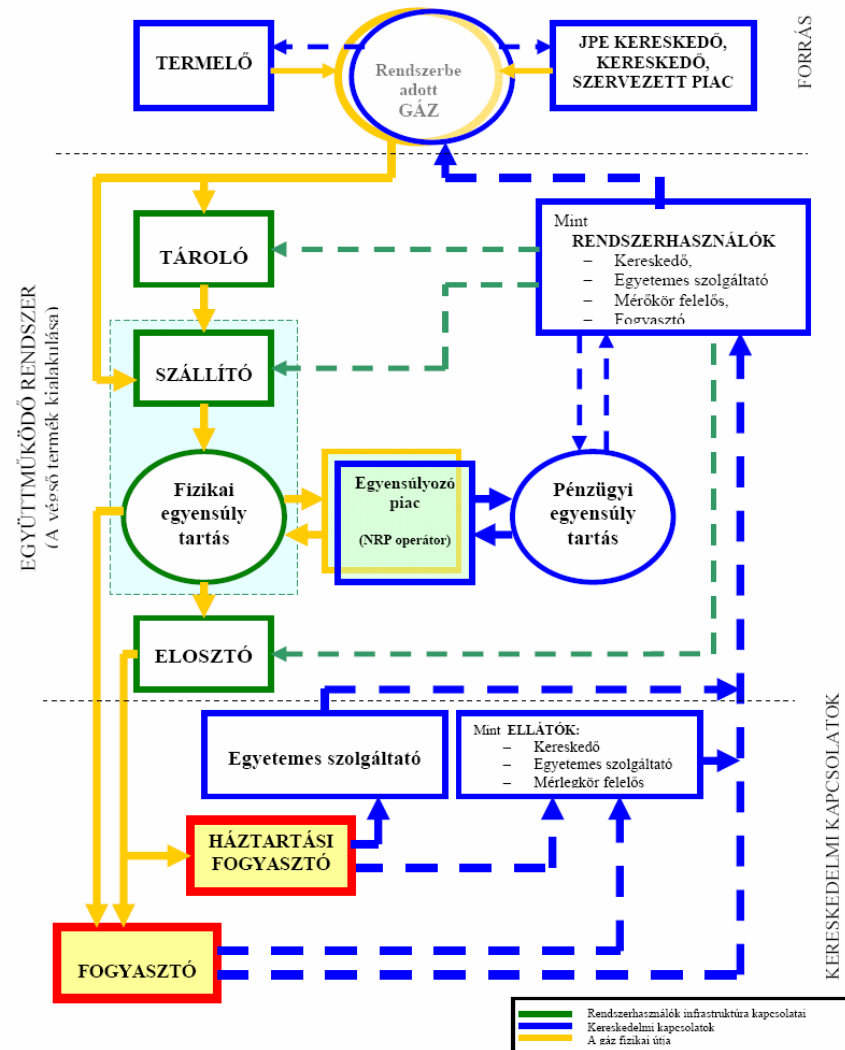 TERMELŐ
Rendszerbe
adott
GÁZ
JPE KERESKEDŐ,
KERESKEDŐ,
SZERVEZETT PIAC
FORRÁS
TÁROLÓ
Mint
RENDSZERHASZNÁLÓK
– Kereskedő,
– Egyetemes szolgáltató
– Mérőkör felelős,
– Fogyasztó
EGYÜTTMŰKÖDŐ RENDSZER
(A végső termék kialakulása)
SZÁLLÍTÓ
Fizikai
egyensúly
tartás
Egyensúlyozó
piac
(NRP operátor)
Pénzügyi
egyensúly
tartás
ELOSZTÓ
Egyetemes szolgáltató
Mint ELLÁTÓK:
– Kereskedő
– Egyetemes szolgáltató
– Mérlegkör felelős
KERESKEDELMI KAPCSOLATOK
HÁZTARTÁSI
FOGYASZTÓ
FOGYASZTÓ
Rendszerhasználók infrastruktúra kapcsolatai
Kereskedelmi kapcsolatok
A gáz fizikai útja